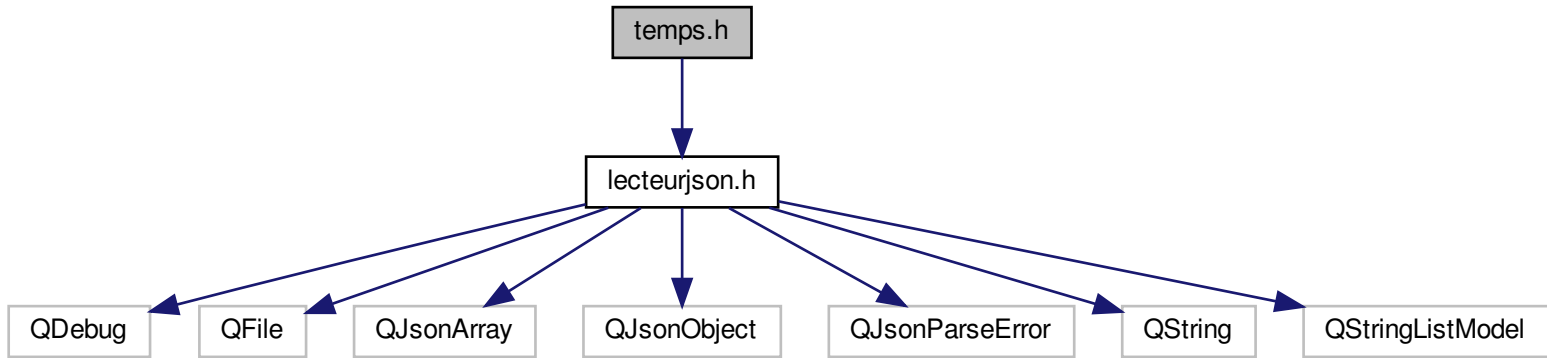 temps.h
lecteurjson.h
QDebug
QFile
QJsonArray
QJsonObject
QJsonParseError
QString
QStringListModel